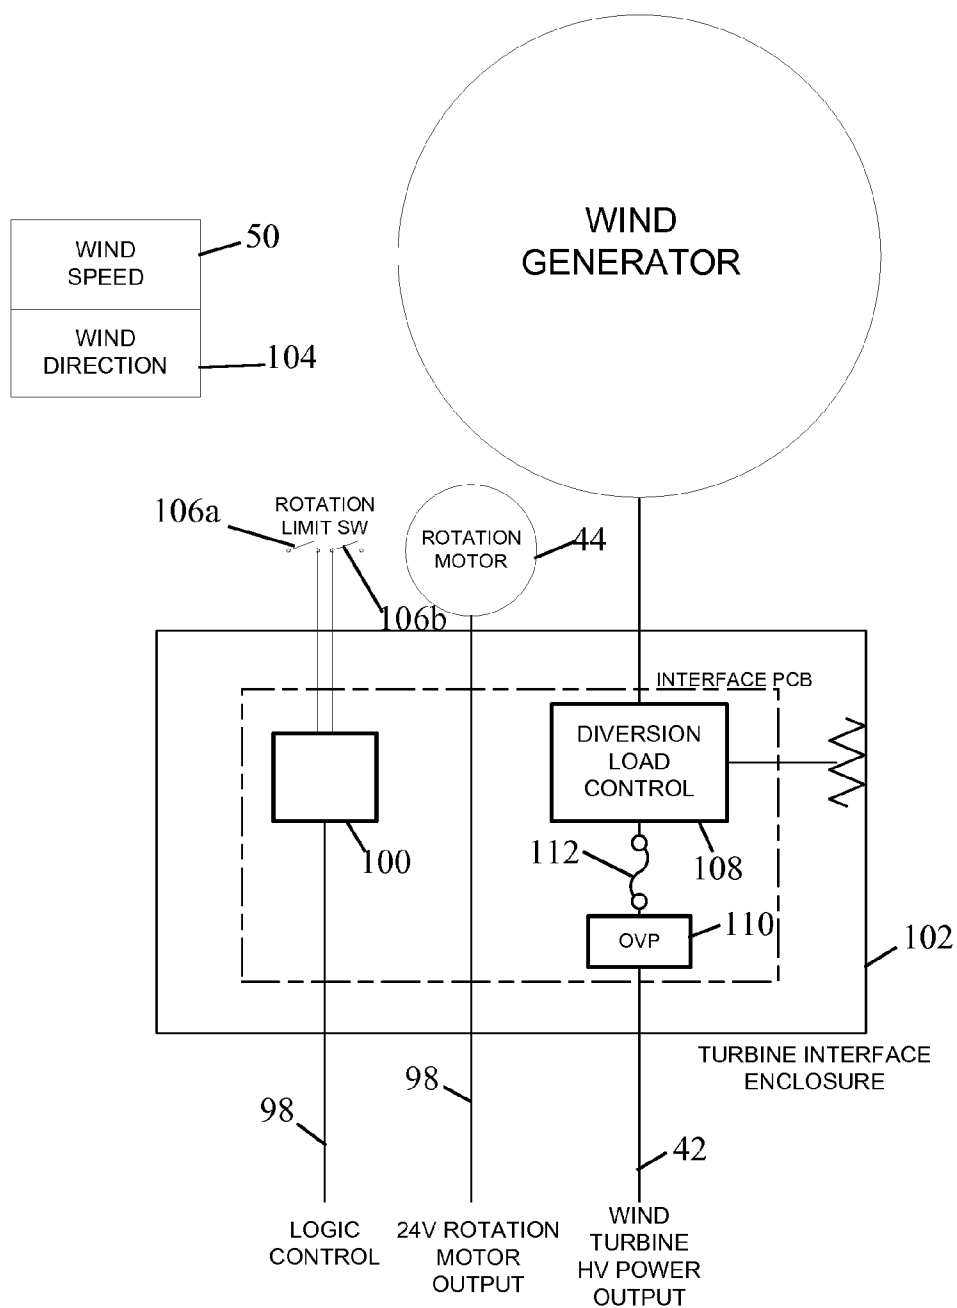 WIND
GENERATOR
WIND
SPEED
50
WIND
DIRECTION
104
106a
ROTATION
LIMIT SW
106b
ROTATION
MOTOR
44
INTERFACE PCB
DIVERSION
LOAD
CONTROL
100
112
108
OVP
110
102
TURBINE INTERFACE
ENCLOSURE
98
98
42
LOGIC
CONTROL
24V ROTATION
MOTOR
OUTPUT
WIND
TURBINE
HV POWER
OUTPUT